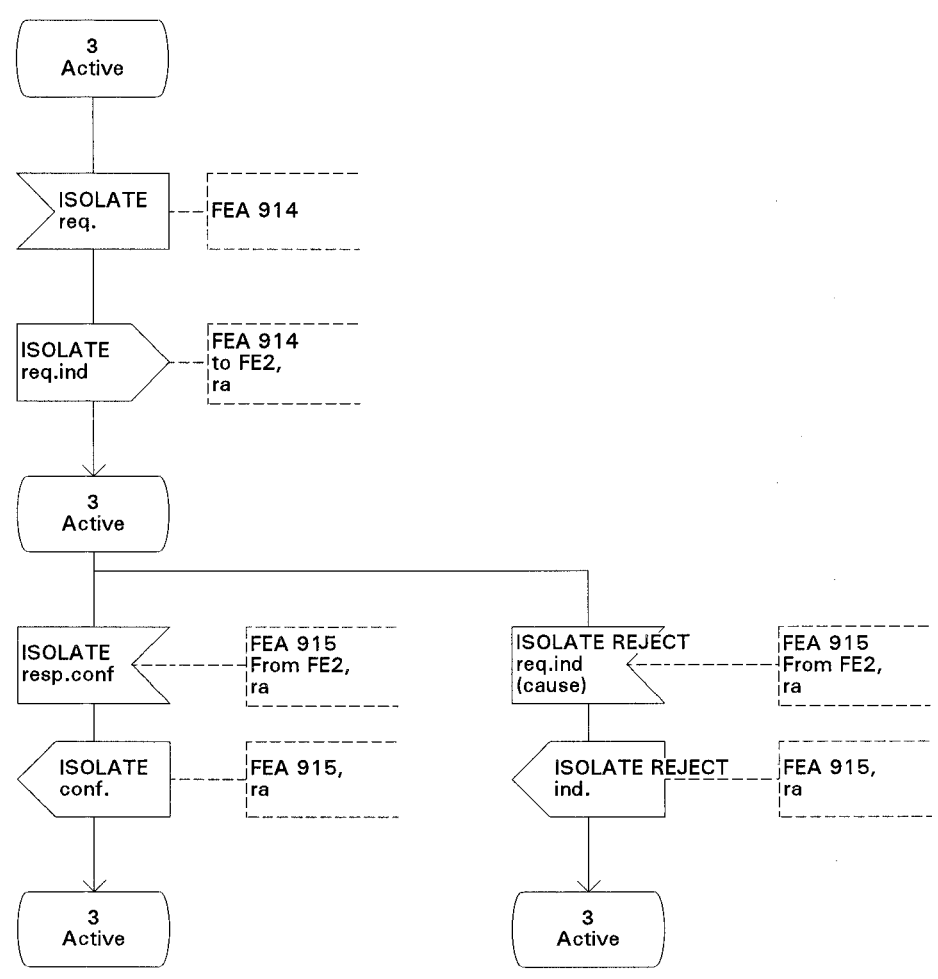 3
Active
ISOLATE
req.
FEA 914
ISOLATE
req.ind
FEA 914
to FE2,
ra
3
Active
ISOLATE
resp.conf
FEA 915
From FE2,
ra
ISOLATE REJECT
req.ind
(cause)
FEA 915
From FE2,
ra
ISOLATE
conf.
FEA 915,
ra
ISOLATE REJECT
ind.
FEA 915,
ra
3
Active
3
Active